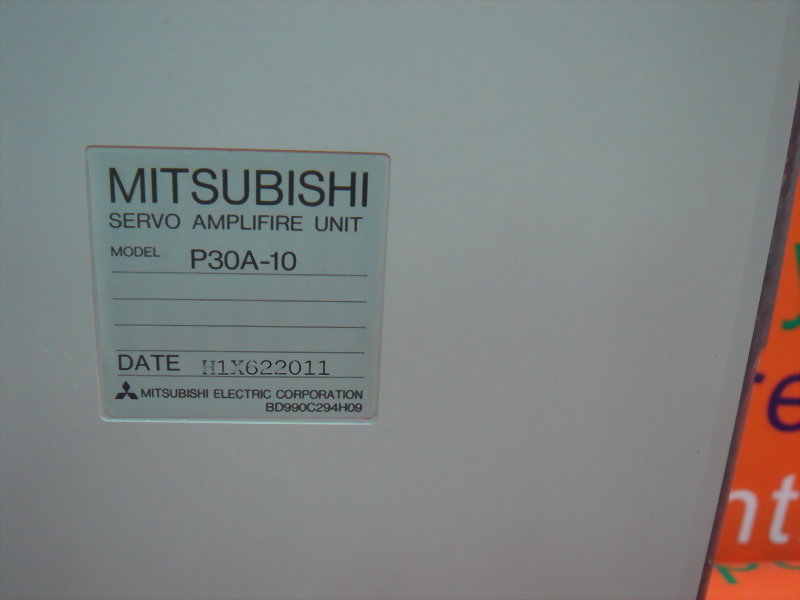 MITSUBISHI
SERVO AMPLIFIRE UNIT
MODEL P30A-10
DATE H1X622011
MITSUBISHI ELECTRIC CORPORATION
BD990C294H09